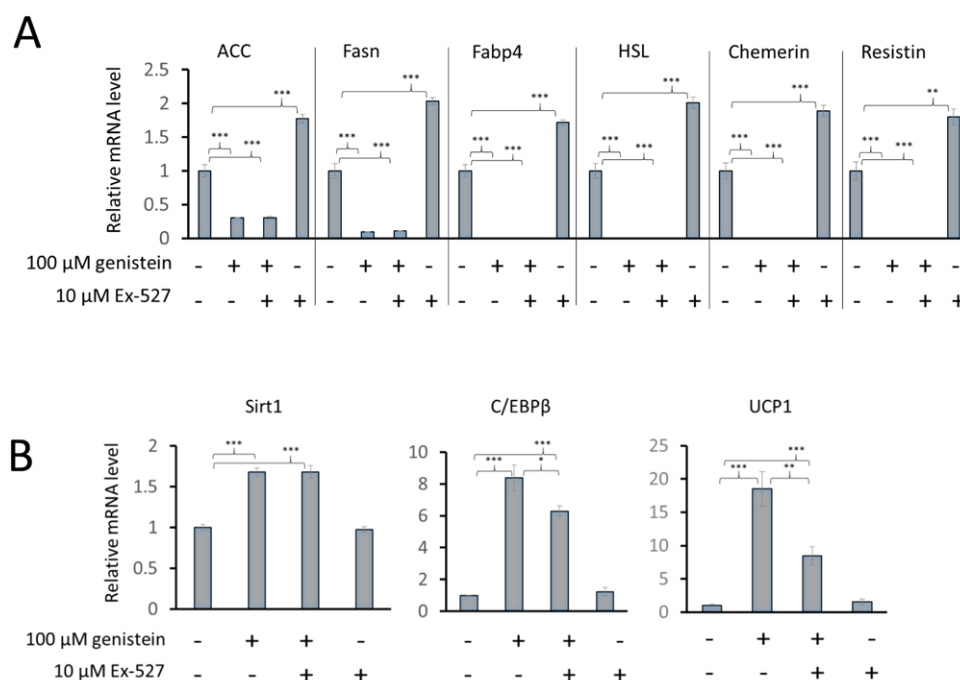 A
ACC Fasn Fabp4 HSL Chemerin Resistin
Relative mRNA level
2.5
2
1.5
1
0.5
0
*** *** ***
*** *** ***
*** *** ***
*** *** ***
*** *** ***
*** *** **
100 µM genistein - + + - - + + - - + + - - + + - - + + - - + + -
10 µM Ex-527 - - + + - - + + - - + + - - + + - - + + - - + +
B
Sirt1 C/EBPβ UCP1
Relative mRNA level
2
1.5
1
0.5
0
*** ***
10
8
6
4
2
0
*** * ***
25
20
15
10
5
0
*** ** ***
100 µM genistein - + + - - + + - - + + -
10 µM Ex-527 - - + + - - + + - - + +